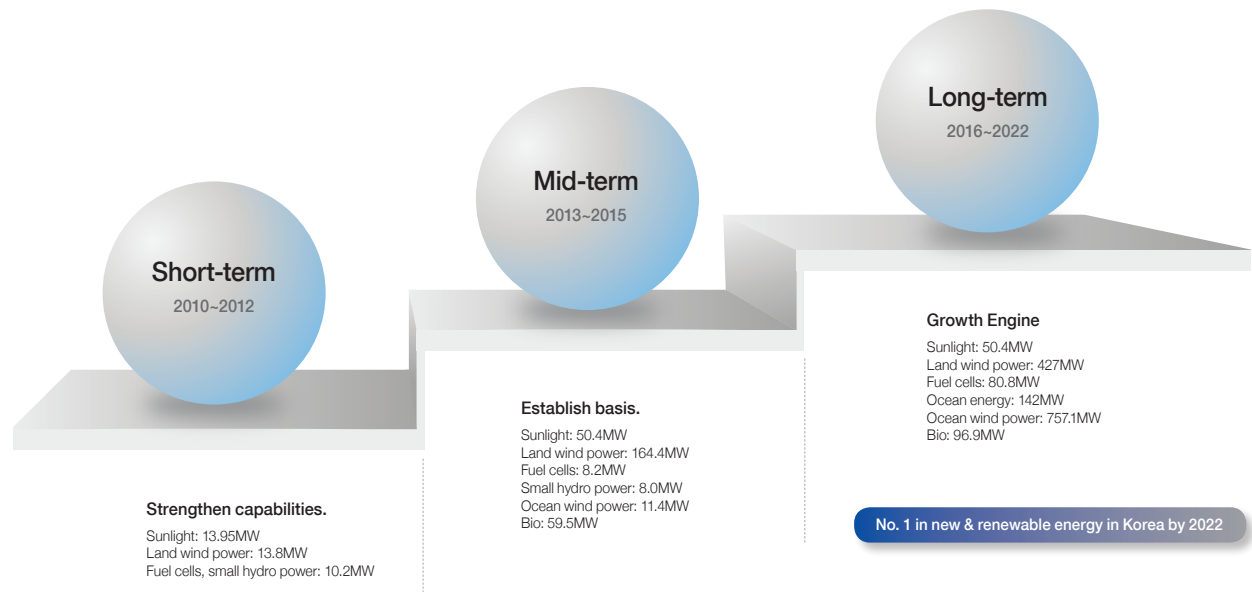 Short-term
2010~2012
Strengthen capabilities.
Sunlight: 13.95MW
Land wind power: 13.8MW
Fuel cells, small hydro power: 10.2MW
Mid-term
2013~2015
Establish basis.
Sunlight: 50.4MW
Land wind power: 164.4MW
Fuel cells: 8.2MW
Small hydro power: 8.0MW
Ocean wind power: 11.4MW
Bio: 59.5MW
Long-term
2016~2022
Growth Engine
Sunlight: 50.4MW
Land wind power: 427MW
Fuel cells: 80.8MW
Ocean energy: 142MW
Ocean wind power: 757.1MW
Bio: 96.9MW
No. 1 in new & renewable energy in Korea by 2022